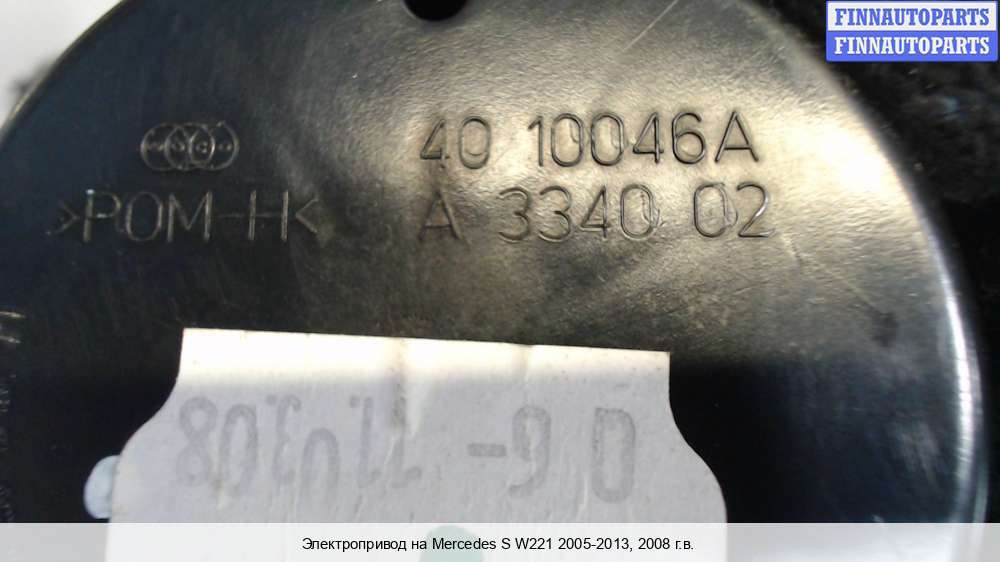 FINNAUTOPARTS
FINNAUTOPARTS
40 10046A
>POM-H< A 3340 02
Электропривод на Mercedes S W221 2005-2013, 2008 г.в.